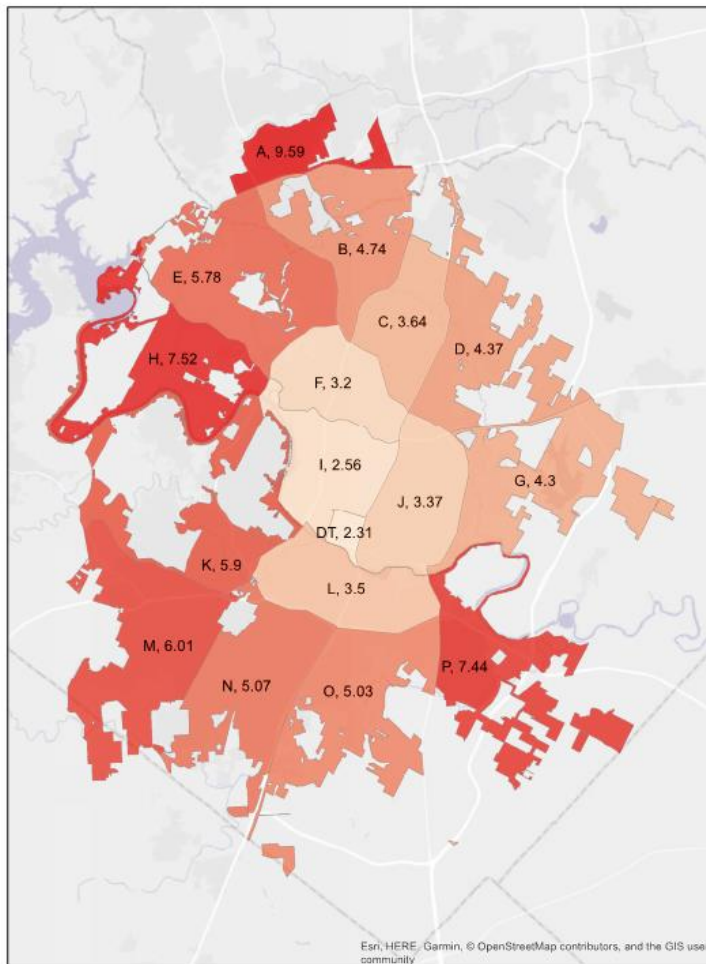 A, 9.59
B, 4.74
E, 5.78
C, 3.64
D, 4.37
H, 7.52
F, 3.2
I, 2.56
G, 4.3
J, 3.37
DT, 2.31
K, 5.9
L, 3.5
M, 6.01
P, 7.44
N, 5.07
O, 5.03
Esri, HERE, Garmin, © OpenStreetMap contributors, and the GIS use
community